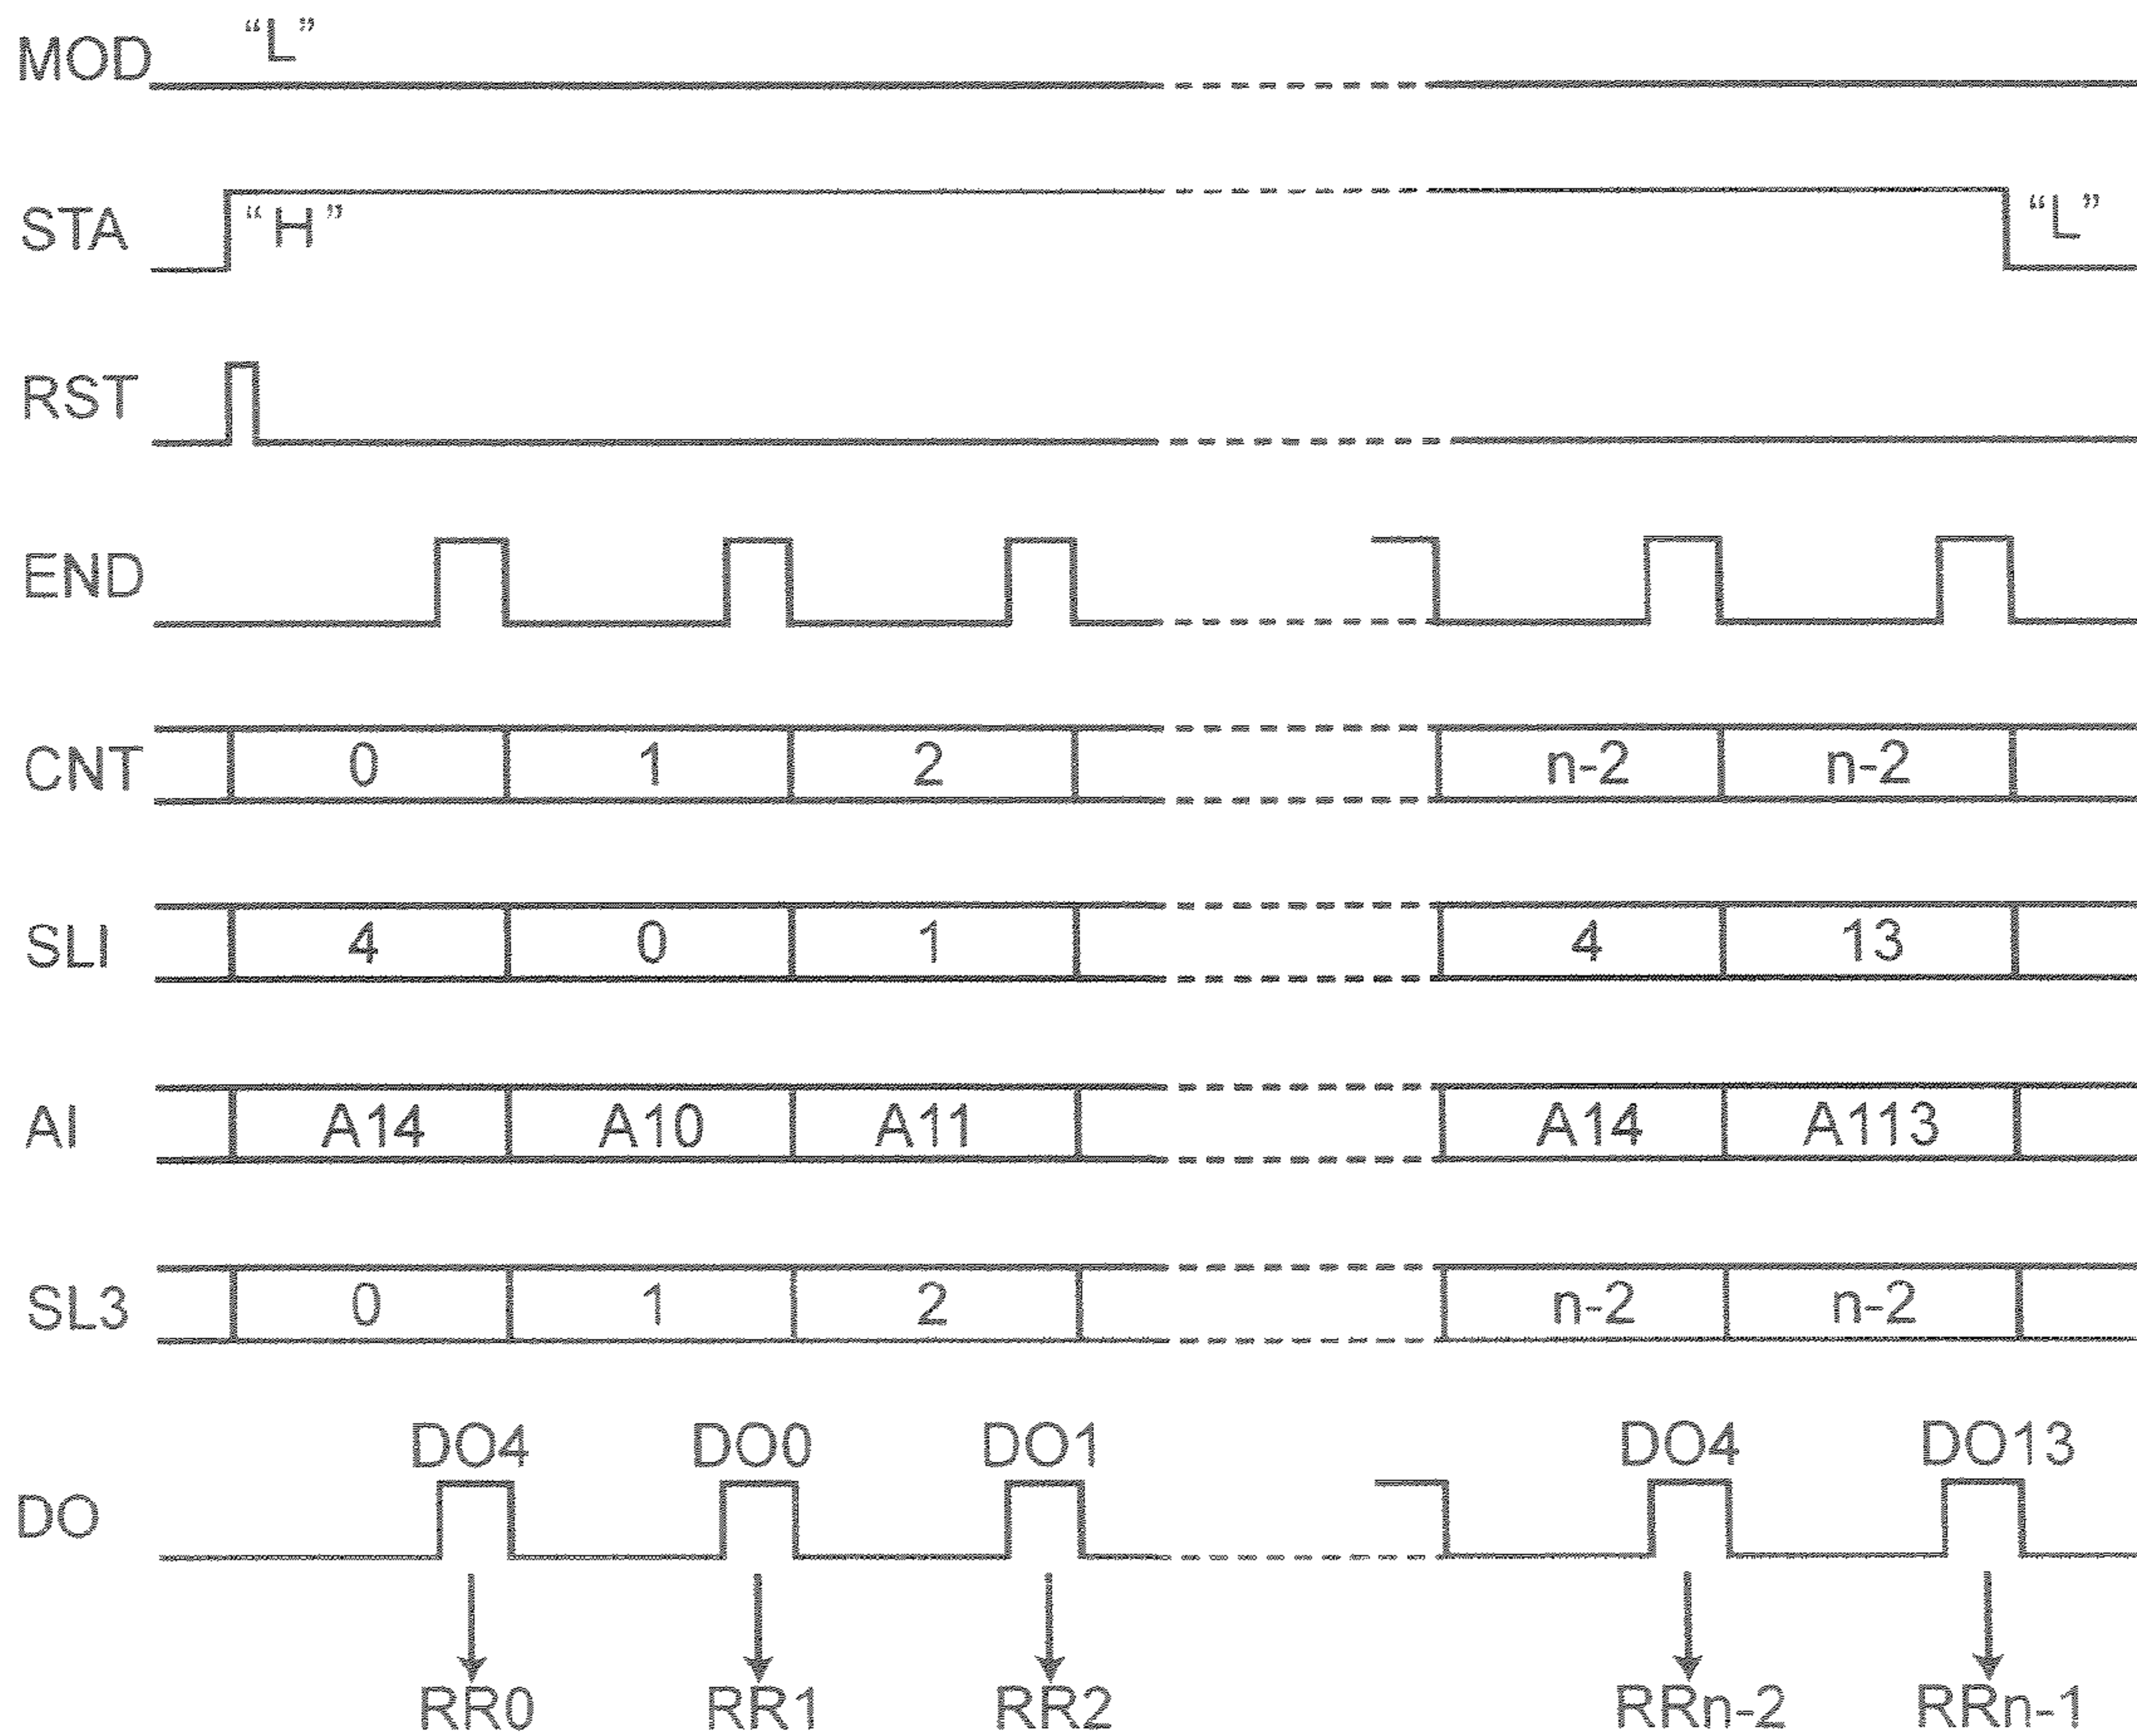 MOD “L”
STA “H” “L”
RST
END
CNT 0 1 2 n-2 n-2
SLI 4 0 1 4 13
AI A14 A10 A11 A14 A113
SL3 0 1 2 n-2 n-2
DO4 DO0 DO1 DO4 DO13
DO
RR0 RR1 RR2 RRn-2 RRn-1